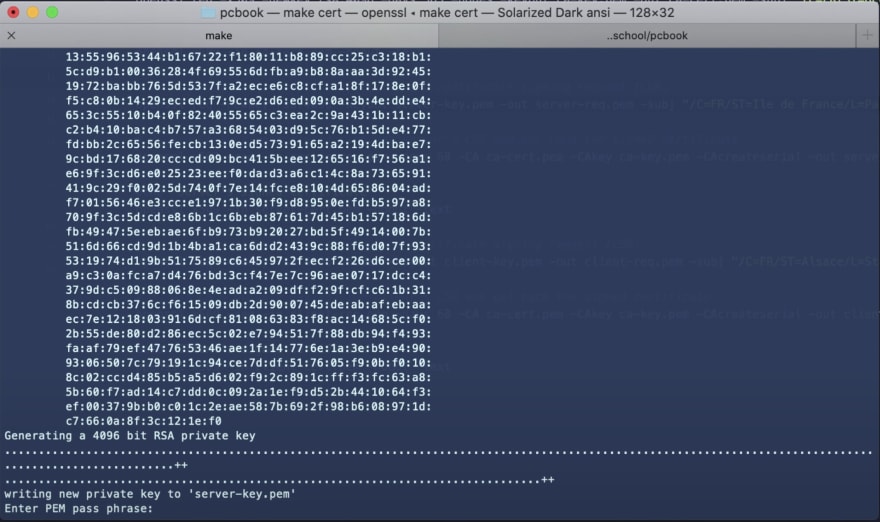 pcbook — make cert — openssl • make cert — Solarized Dark ansi — 128×32
make
..school/pcbook
13:55:96:53:44:b1:67:22:f1:80:11:b8:89:cc:25:c3:18:b1:
5c:d9:b1:00:36:28:4f:69:55:6d:fb:a9:b8:8a:aa:3d:92:45:
19:72:ba:bb:76:5d:53:7f:a2:ec:e6:c8:cf:a1:8f:17:8e:0f:
f5:c8:0b:14:29:ec:ed:f7:9c:e2:d6:ed:09:0a:3b:4e:dd:e4:
65:3c:55:10:b4:0f:82:40:55:65:c3:ea:2c:9a:43:1b:11:cb:
c2:b4:10:ba:c4:b7:57:a3:68:54:03:d9:5c:76:b1:5d:e4:77:
fd:bb:2c:65:56:fe:cb:13:0e:d5:73:91:65:a2:19:4d:ba:e7:
9c:bd:17:68:20:cc:cd:09:bc:41:5b:ee:12:65:16:f7:56:a1:
e6:9f:3c:d6:e0:25:23:ee:f0:da:d3:a6:c1:4c:8a:73:65:91:
41:9c:29:f0:02:5d:74:0f:7e:14:fc:e8:10:4d:65:86:04:ad:
f7:01:56:46:e3:cc:e1:97:1b:30:f9:d8:95:0e:fd:b5:97:a8:
70:9f:3c:5d:cd:e8:6b:1c:6b:eb:87:61:7d:45:b1:57:18:6d:
fb:49:47:5e:eb:ae:6f:b9:73:b9:20:27:bd:5f:49:14:00:7b:
51:6d:66:cd:9d:1b:4b:a1:ca:6d:d2:43:9c:88:f6:d0:7f:93:
53:19:74:d1:9b:51:75:89:c6:45:97:2f:ec:f2:26:d6:ce:00:
a9:c3:0a:fc:a7:d4:76:bd:3c:f4:7e:7c:96:ae:07:17:dc:c4:
37:9d:c5:09:88:06:8e:4e:ad:a2:09:df:f2:9f:cf:c6:1b:31:
8b:cd:cb:37:6c:f6:15:09:db:2d:90:07:45:de:ab:af:eb:aa:
ec:7e:12:18:03:91:6d:cf:81:08:63:83:f8:ac:14:68:5c:f0:
2b:55:de:80:d2:86:ec:5c:02:e7:94:51:7f:88:db:94:f4:93:
fa:af:79:ef:47:76:53:46:ae:1f:14:77:6e:1a:3e:b9:e4:90:
93:06:50:7c:79:19:1c:94:ce:7d:df:51:76:05:f9:0b:f0:10:
8c:02:cc:d4:85:b5:a5:d6:02:f9:2c:89:1c:ff:f3:fc:63:a8:
5b:60:f7:ad:14:c7:dd:0c:09:2a:1e:f9:d5:2b:44:10:64:f3:
ef:00:37:9b:b0:c0:1c:2e:ae:58:7b:69:2f:98:b6:08:97:1d:
c7:66:0a:8f:3c:12:1e:f0
Generating a 4096 bit RSA private key
................................................................................................................................
.........................++
...............................................................................++
writing new private key to 'server-key.pem'
Enter PEM pass phrase: